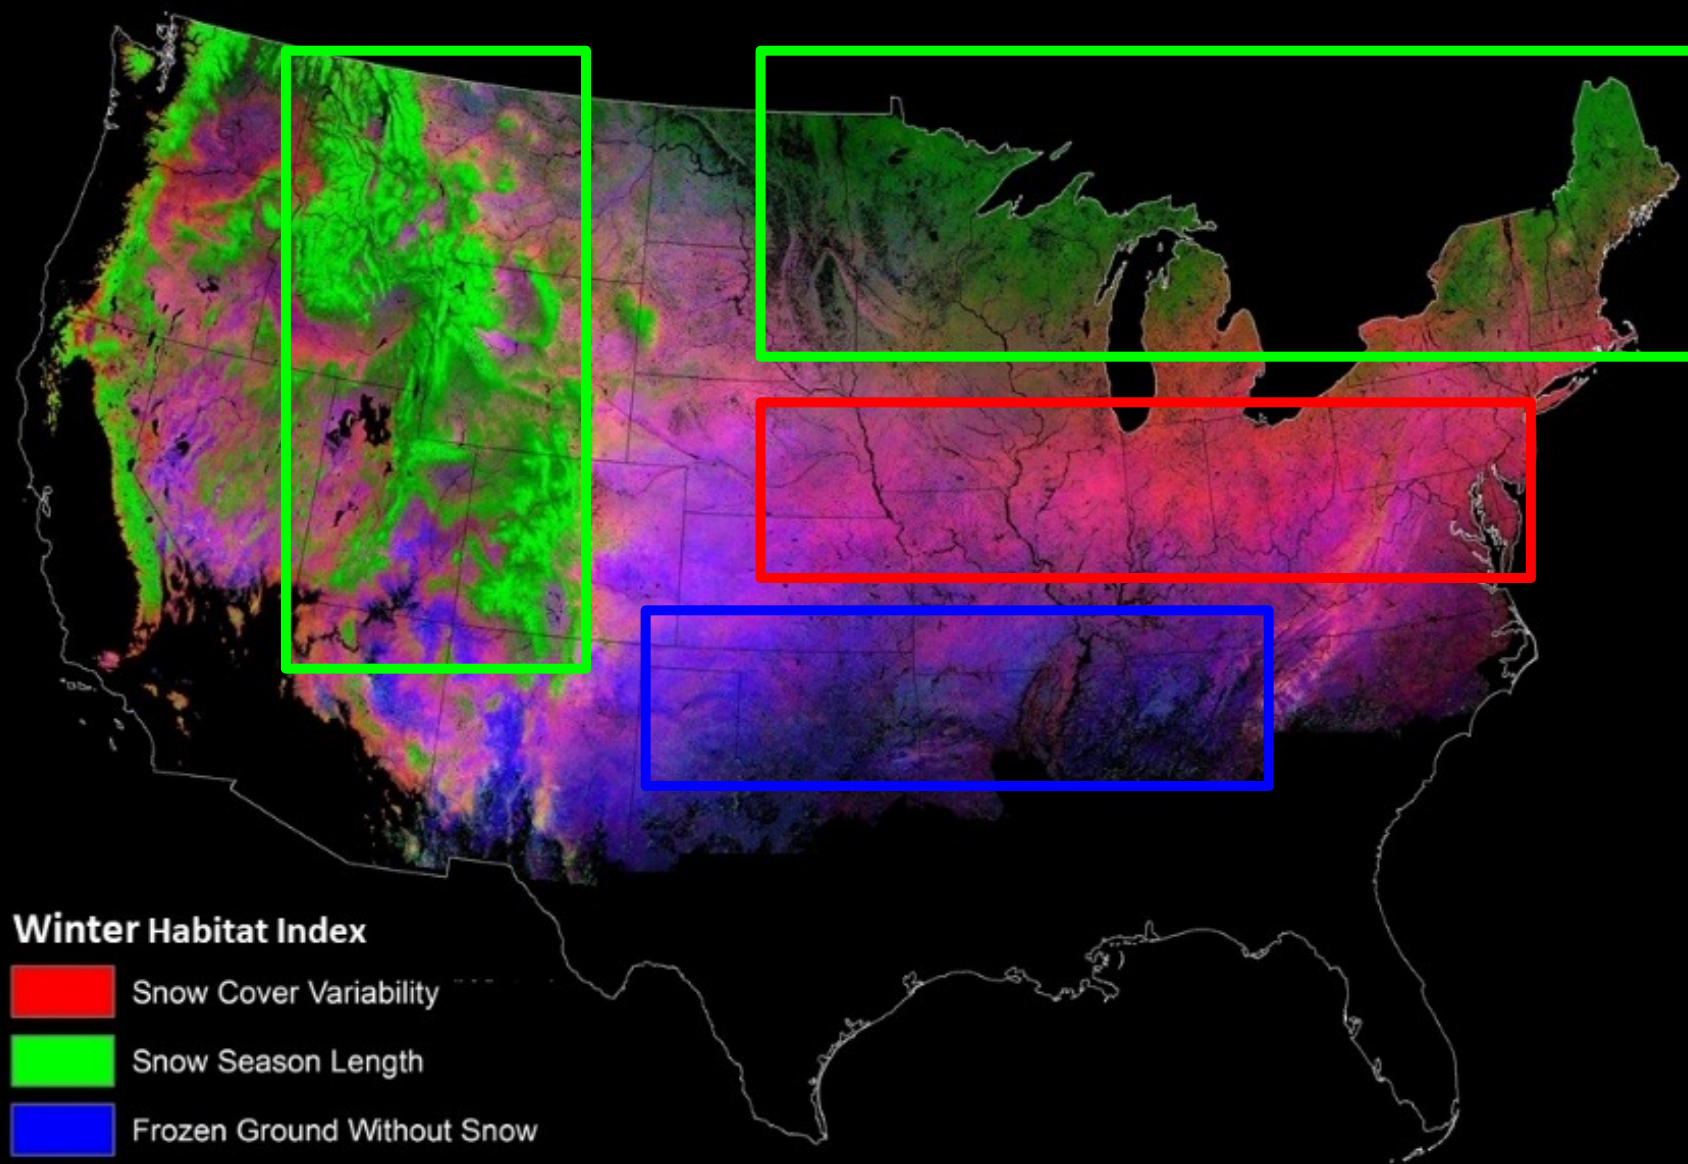 Winter Habitat Index
Snow Cover Variability
Snow Season Length
Frozen Ground Without Snow